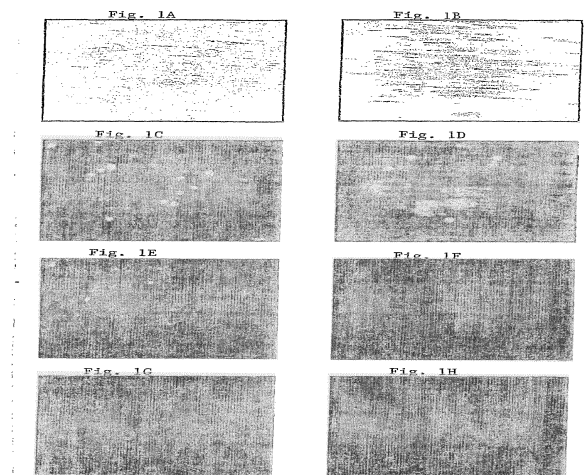 Fig. 1A
Fig. 1B
Fig. 1C
Fig. 1D
Fig. 1E
Fig. 1F
Fig. 1G
Fig. 1H